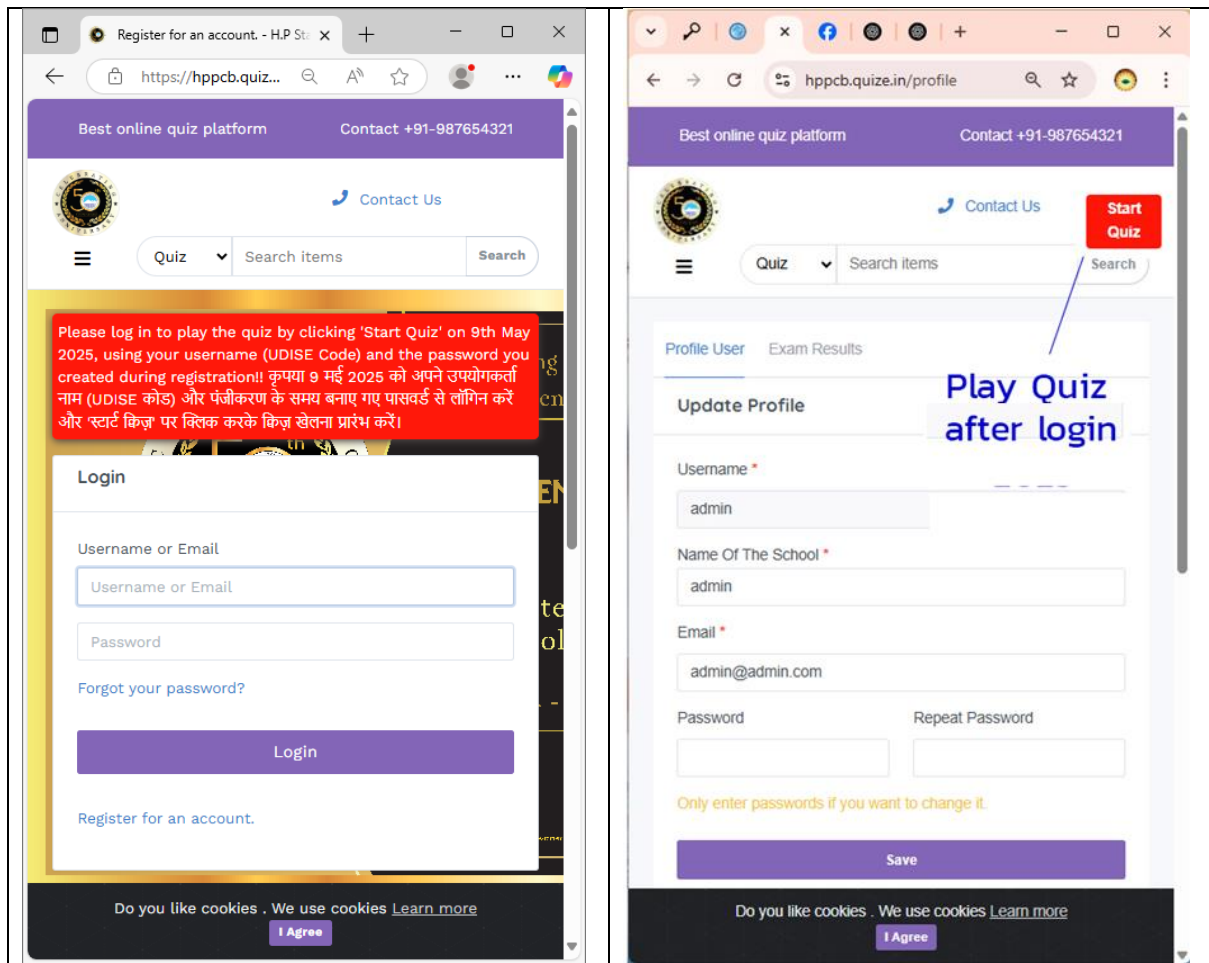 Register for an account. - H.P Sta
https://hppcb.quiz...
Best online quiz platform
Contact +91-987654321
50
Contact Us
Quiz
Search items
Search
Please log in to play the quiz by clicking 'Start Quiz' on 9th May
2025, using your username (UDISE Code) and the password you
created during registration!! कृपया 9 मई 2025 को अपने उपयोगकर्ता
नाम (UDISE कोड) और पंजीकरण के समय बनाए गए पासवर्ड से लॉगिन करें
और 'स्टार्ट क्विज़' पर क्लिक करके क्विज़ खेलना प्रारंभ करें।
th
Login
Username or Email
Username or Email
Password
Forgot your password?
Login
Register for an account.
Do you like cookies . We use cookies Learn more
I Agree
hppcb.quize.in/profile
Best online quiz platform
Contact +91-987654321
50
Contact Us
Start
Quiz
Quiz
Search items
Search
Profile User
Exam Results
Play Quiz
after login
Update Profile
Username *
admin
Name Of The School *
admin
Email *
admin@admin.com
Password
Repeat Password
Only enter passwords if you want to change it.
Save
Do you like cookies . We use cookies Learn more
I Agree